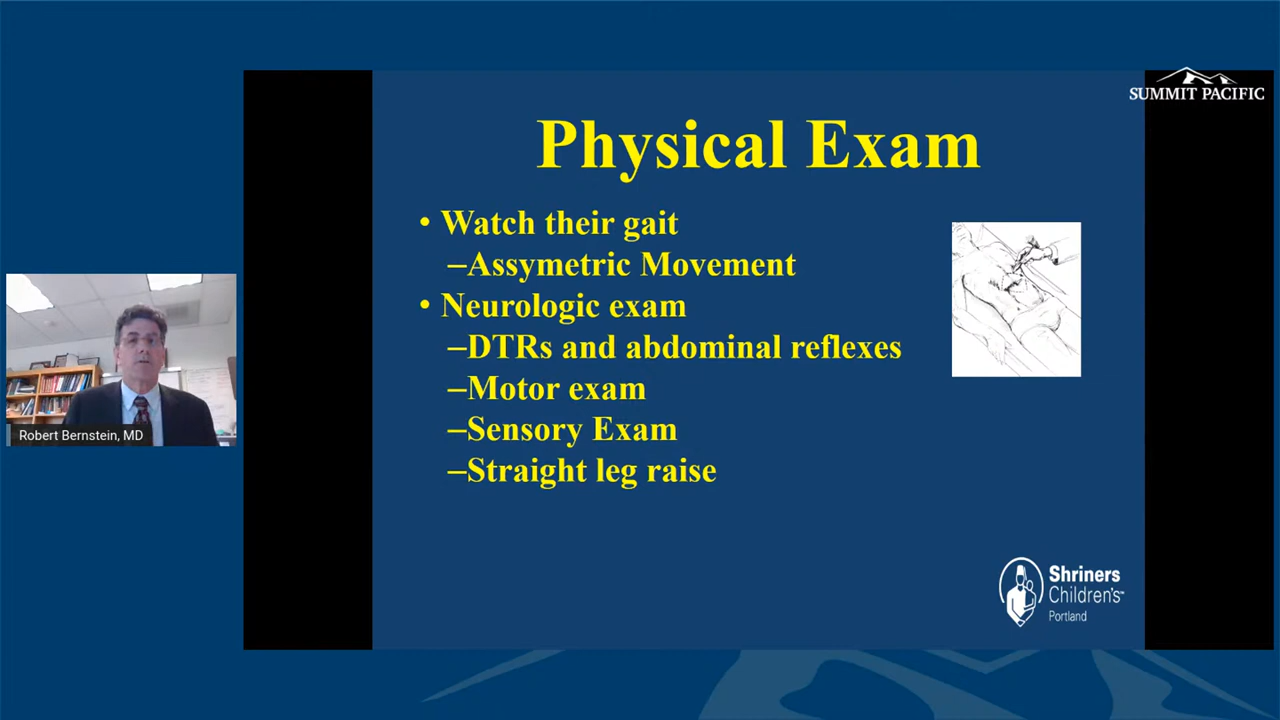 SUMMIT PACIFIC
Physical Exam
• Watch their gait
–Assymetric Movement
• Neurologic exam
–DTRs and abdominal reflexes
–Motor exam
–Sensory Exam
–Straight leg raise
Robert Bernstein, MD
Shriners
Children's™
Portland